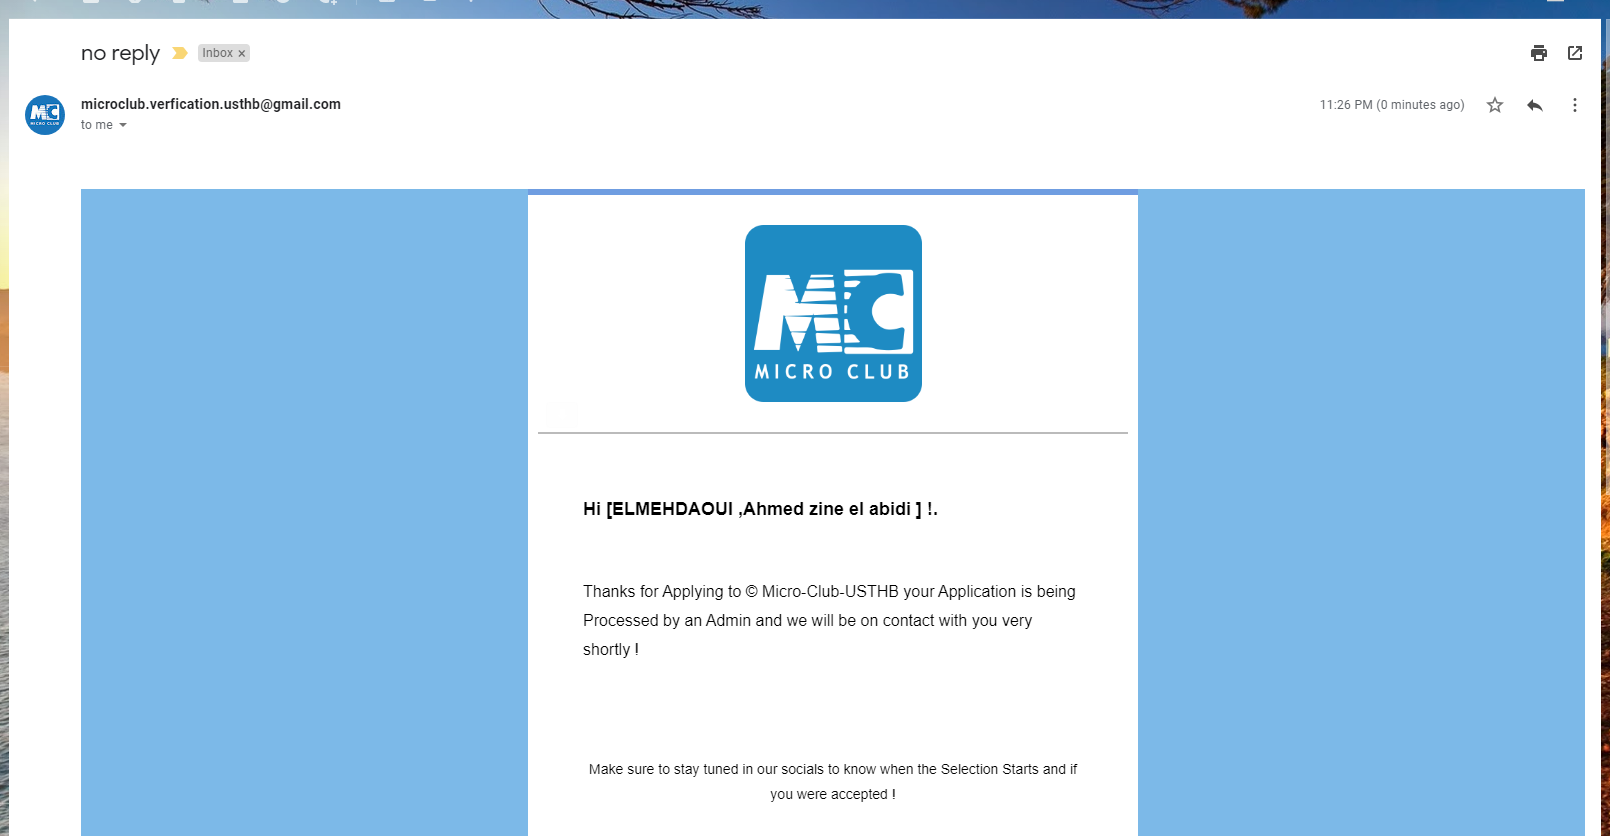 no reply
Inbox ×
microclub.verfication.usthb@gmail.com
11:26 PM (0 minutes ago)
to me
MC
MICRO CLUB
MC
MICRO CLUB
Hi [ELMEHDAOUI ,Ahmed zine el abidi ] !.
Thanks for Applying to © Micro-Club-USTHB your Application is being
Processed by an Admin and we will be on contact with you very
shortly !
Make sure to stay tuned in our socials to know when the Selection Starts and if
you were accepted !